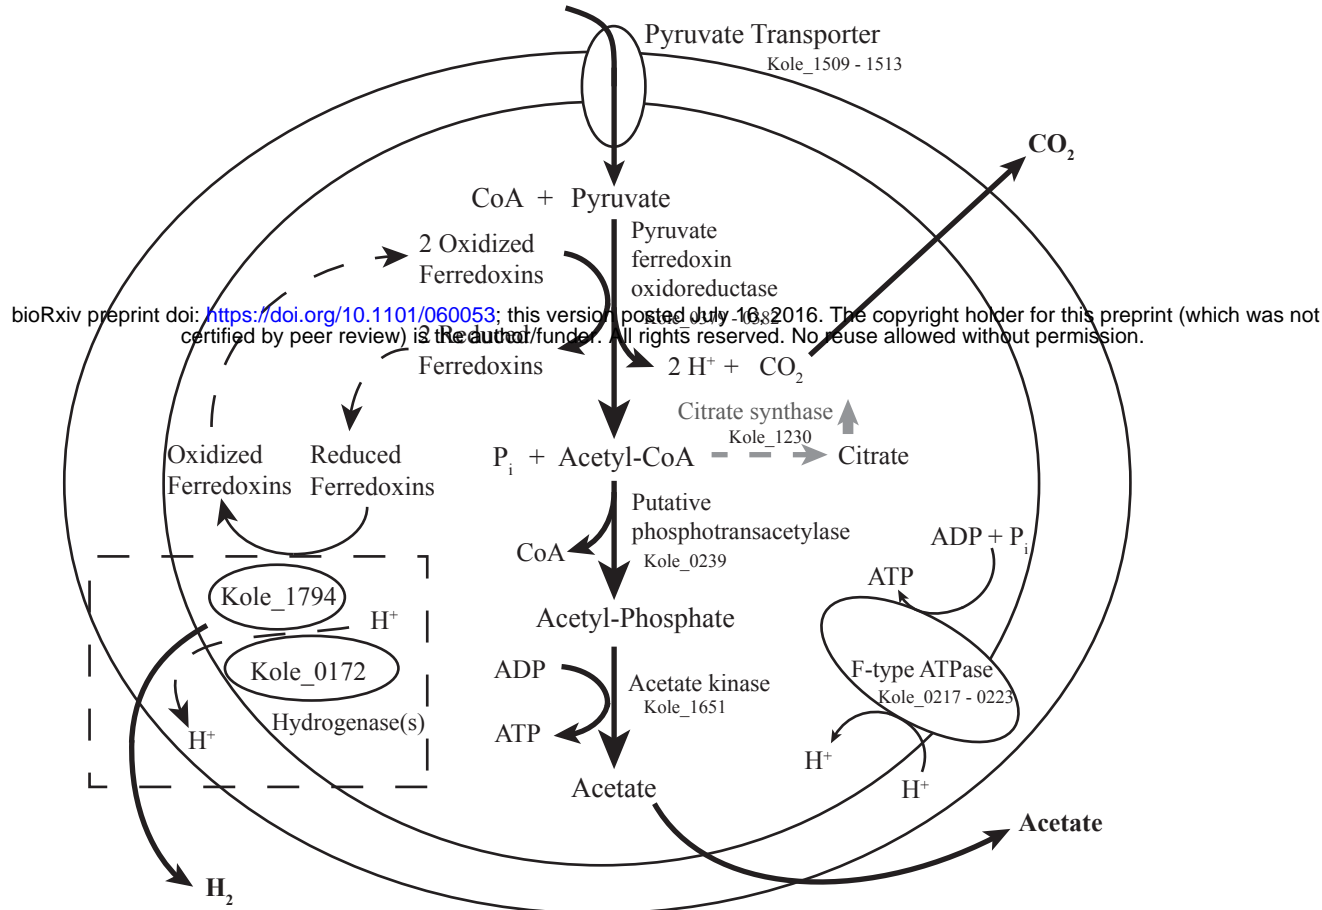 Pyruvate Transporter
Kole_1509 - 1513
CO₂
CoA + Pyruvate
2 Oxidized
Ferredoxins
Pyruvate
ferredoxin
oxidoreductase
bioRxiv preprint doi: https://doi.org/10.1101/060053; this version posted July 16, 2016. The copyright holder for this preprint (which was not
certified by peer review) is the author/funder. All rights reserved. No reuse allowed without permission.
2 Reduced
Ferredoxins
2 H⁺ + CO₂
Citrate synthase
Kole_1230
Oxidized
Ferredoxins
Reduced
Ferredoxins
Pᵢ + Acetyl-CoA
Citrate
Putative
phosphotransacetylase
Kole_0239
CoA
ADP + Pᵢ
ATP
Kole_1794
H⁺
Acetyl-Phosphate
Kole_0172
ADP
Acetate kinase
Kole_1651
F-type ATPase
Kole_0217 - 0223
Hydrogenase(s)
H⁺
ATP
H⁺
H⁺
Acetate
Acetate
H₂